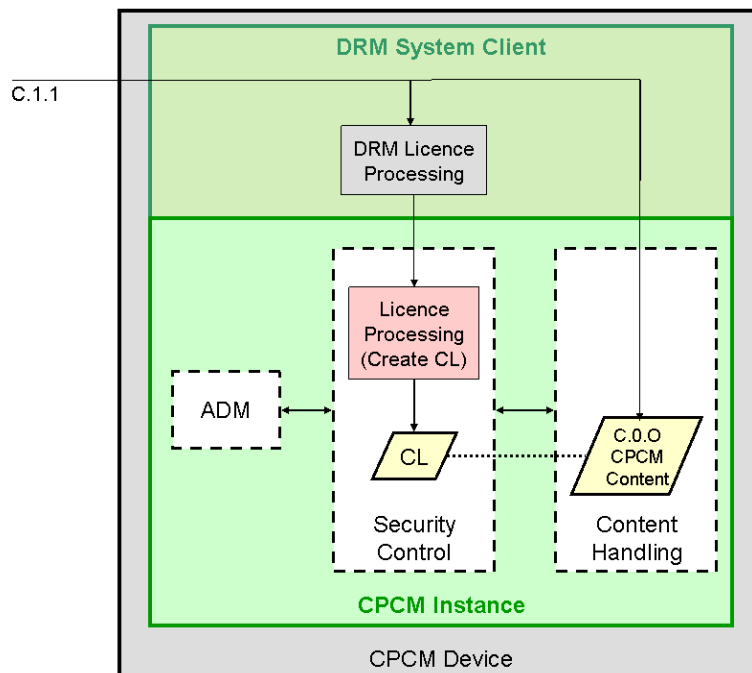 DRM System Client
C.1.1
DRM Licence
Processing
Licence
Processing
(Create CL)
ADM
CL
C.0.O
CPCM
Content
Security
Control
Content
Handling
CPCM Instance
CPCM Device